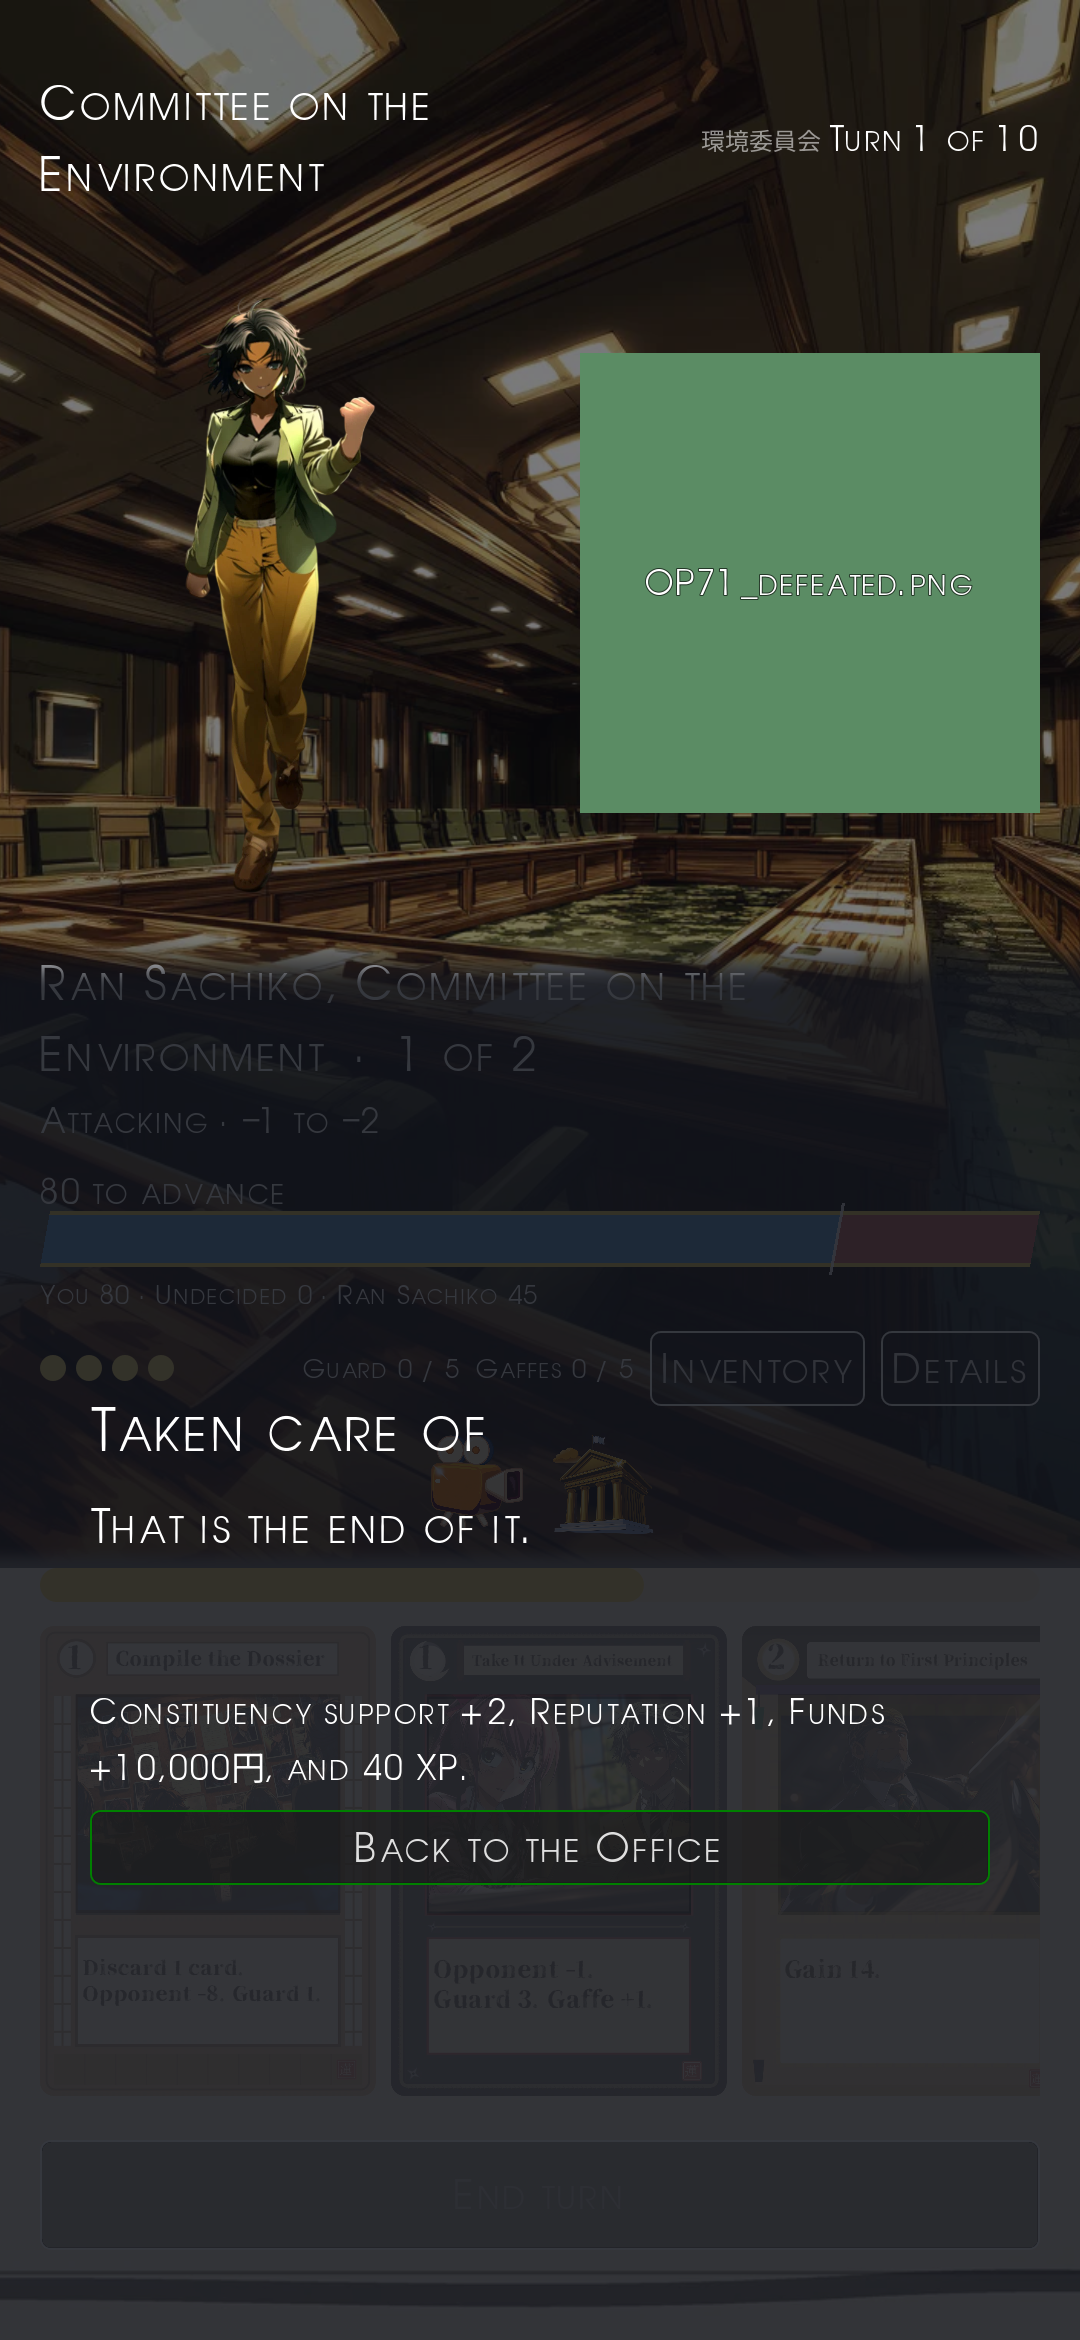 Committee on the
Environment
環境委員会 Turn 1 of 10
OP71_defeated.png
Ran Sachiko, Committee on the
Environment · 1 of 2
Attacking · −1 to −2
80 to advance
You 80 · Undecided 0 · Ran Sachiko 45
Guard 0 / 5 Gaffes 0 / 5 Inventory Details
Taken care of
That is the end of it.
1 Compile the Dossier
1 Take It Under Advisement
2 Return to First Principles
Constituency support +2, Reputation +1, Funds
+10,000円, and 40 XP.
Back to the Office
Discard 1 card.
Opponent -8. Guard 1.
Opponent -1.
Guard 3. Gaffe +1.
Gain 14.
End turn